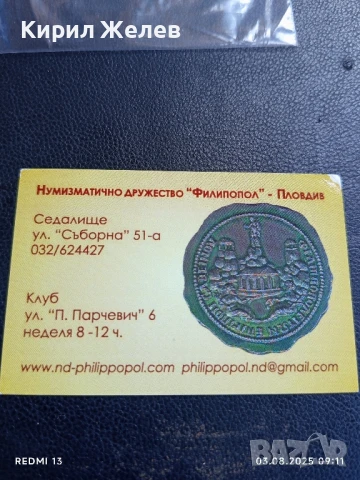 Кирил Желев
Нумизматично дружество "Филипопол" - Пловдив
Седалище
ул. "Съборна" 51-а
032/624427
Клуб
ул. "П. Парчевич" 6
неделя 8 -12 ч.
www.nd-philippopol.com philippopol.nd@gmail.com
REDMI 13
03.08.2025 09:11